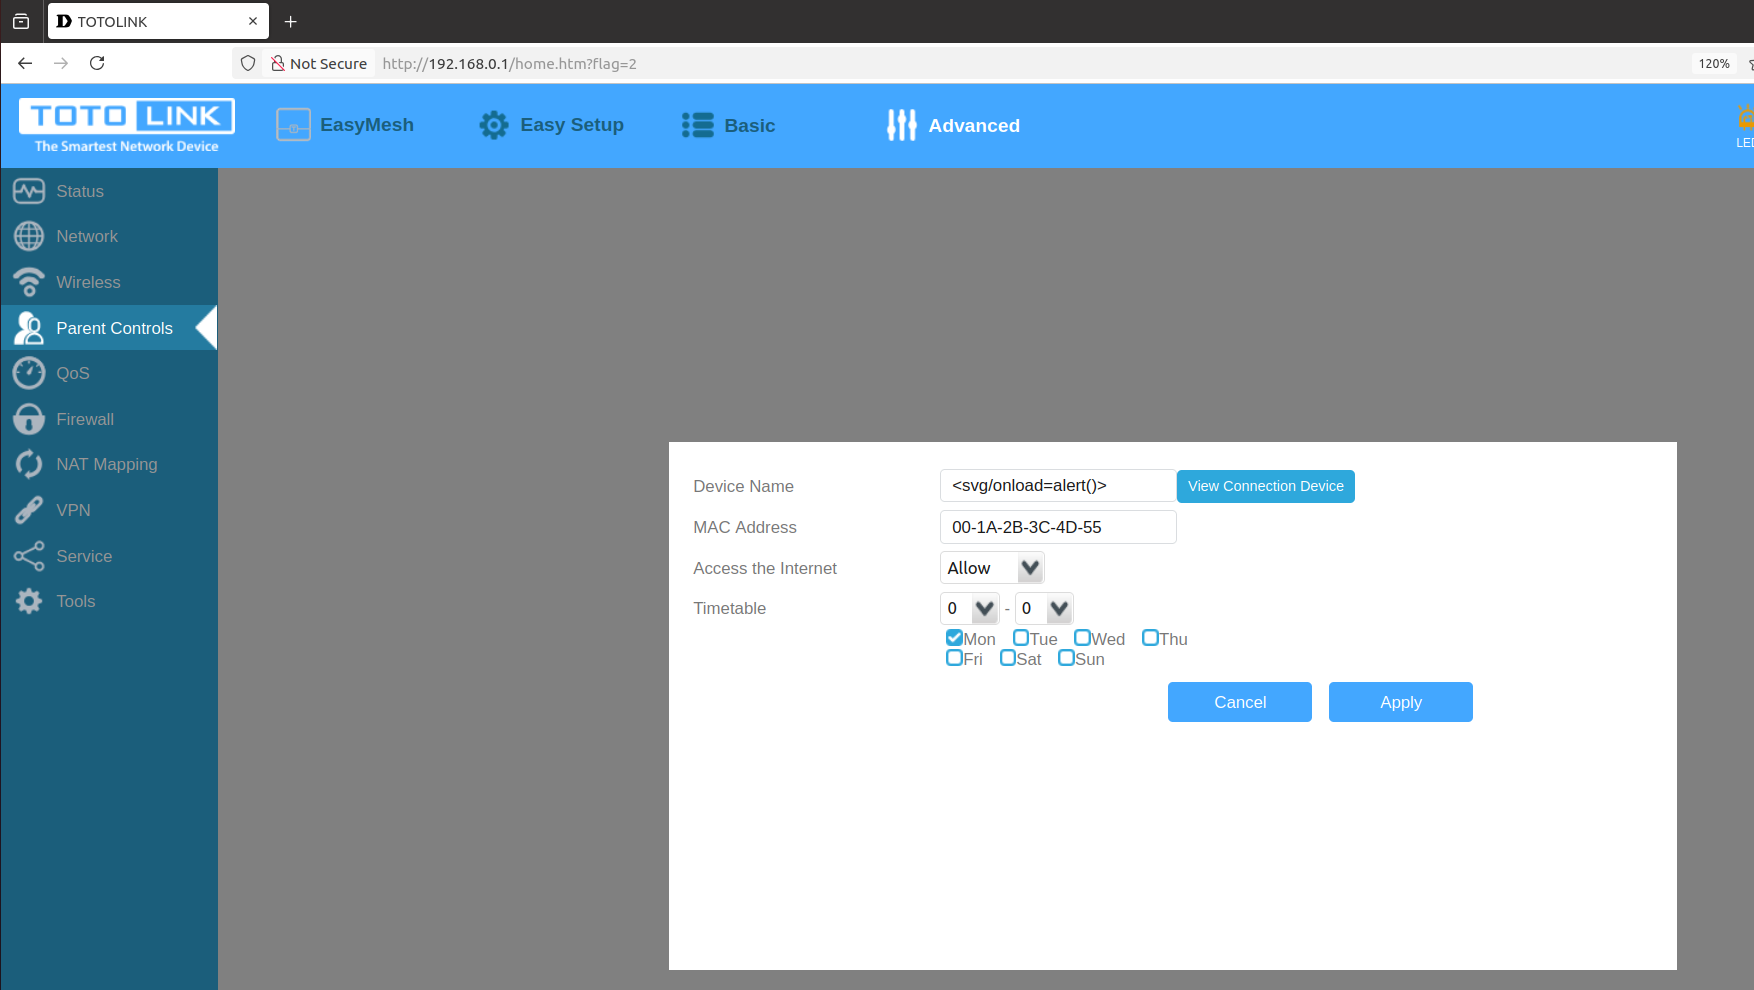 TOTOLINK
Not Secure http://192.168.0.1/home.htm?flag=2 120%
TOTO LINK
The Smartest Network Device
EasyMesh Easy Setup Basic Advanced
LED
Status
Network
Wireless
Parent Controls
QoS
Firewall
NAT Mapping
VPN
Service
Tools
Device Name <svg/onload=alert()> View Connection Device
MAC Address 00-1A-2B-3C-4D-55
Access the Internet Allow
Timetable 0 - 0
Mon Tue Wed Thu
Fri Sat Sun
Cancel Apply